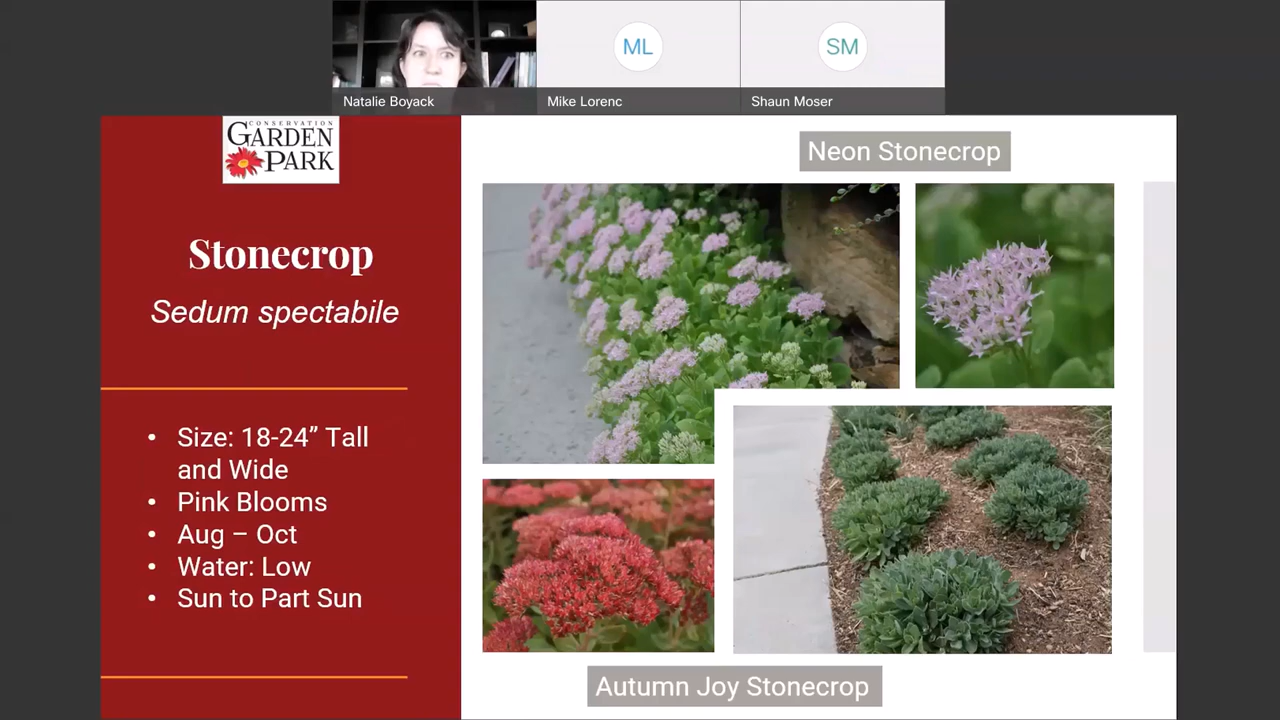 ML
SM
Natalie Boyack
Mike Lorenc
Shaun Moser
CONSERVATION
GARDEN
PARK
Stonecrop
Sedum spectabile
• Size: 18-24” Tall
and Wide
• Pink Blooms
• Aug – Oct
• Water: Low
• Sun to Part Sun
Neon Stonecrop
Autumn Joy Stonecrop